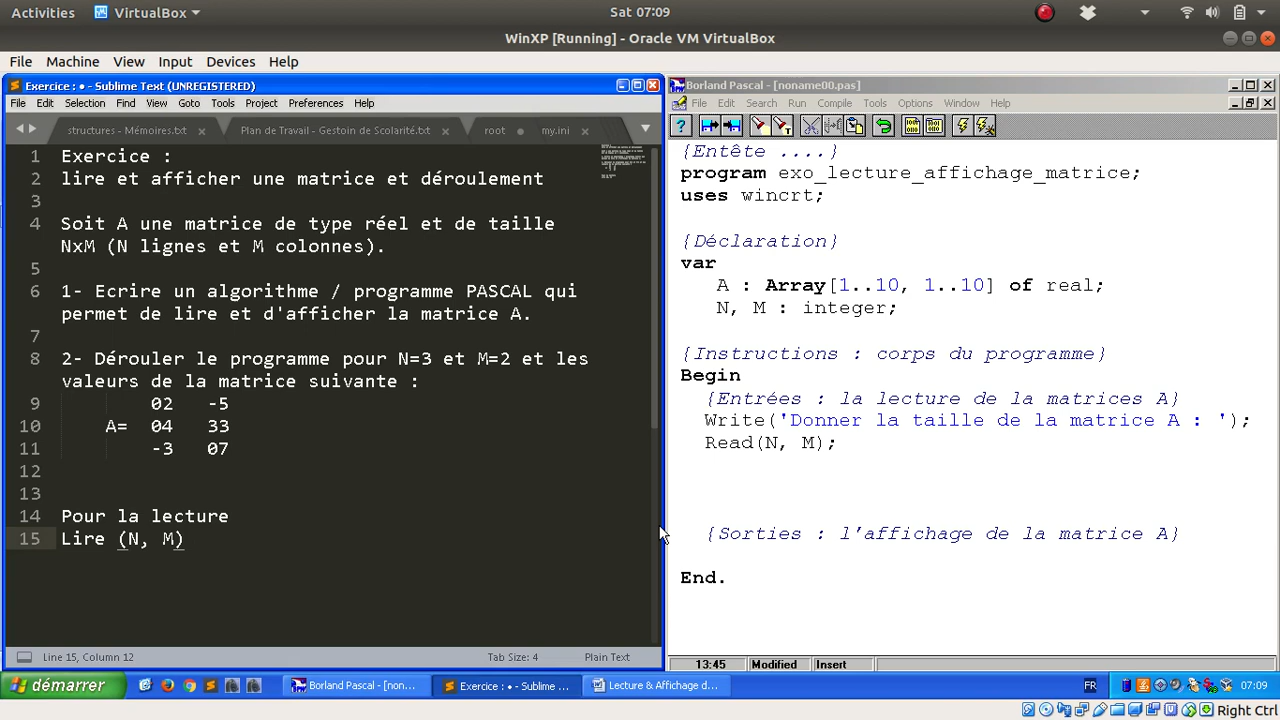 Activities VirtualBox Sat 07:09
WinXP [Running] - Oracle VM VirtualBox
File Machine View Input Devices Help
Exercice : • - Sublime Text (UNREGISTERED)
File Edit Selection Find View Goto Tools Project Preferences Help
structures - Mémoires.txt Plan de Travail - Gestoin de Scolarité.txt root my.ini
1 Exercice :
2 lire et afficher une matrice et déroulement
3
4 Soit A une matrice de type réel et de taille
NxM (N lignes et M colonnes).
5
6 1- Ecrire un algorithme / programme PASCAL qui
permet de lire et d'afficher la matrice A.
7
8 2- Dérouler le programme pour N=3 et M=2 et les
valeurs de la matrice suivante :
9 02 -5
10 A= 04 33
11 -3 07
12
13
14 Pour la lecture
15 Lire (N, M)
Line 15, Column 12 Tab Size: 4 Plain Text
Borland Pascal - [noname00.pas]
File Edit Search Run Compile Tools Options Window Help
{Entête ....}
program exo_lecture_affichage_matrice;
uses wincrt;
{Déclaration}
var
A : Array[1..10, 1..10] of real;
N, M : integer;
{Instructions : corps du programme}
Begin
{Entrées : la lecture de la matrices A}
Write('Donner la taille de la matrice A : ');
Read(N, M);
{Sorties : l'affichage de la matrice A}
End.
13:45 Modified Insert
démarrer Borland Pascal - [non... Exercice : • - Sublime ... Lecture & Affichage d... FR 07:09
Right Ctrl